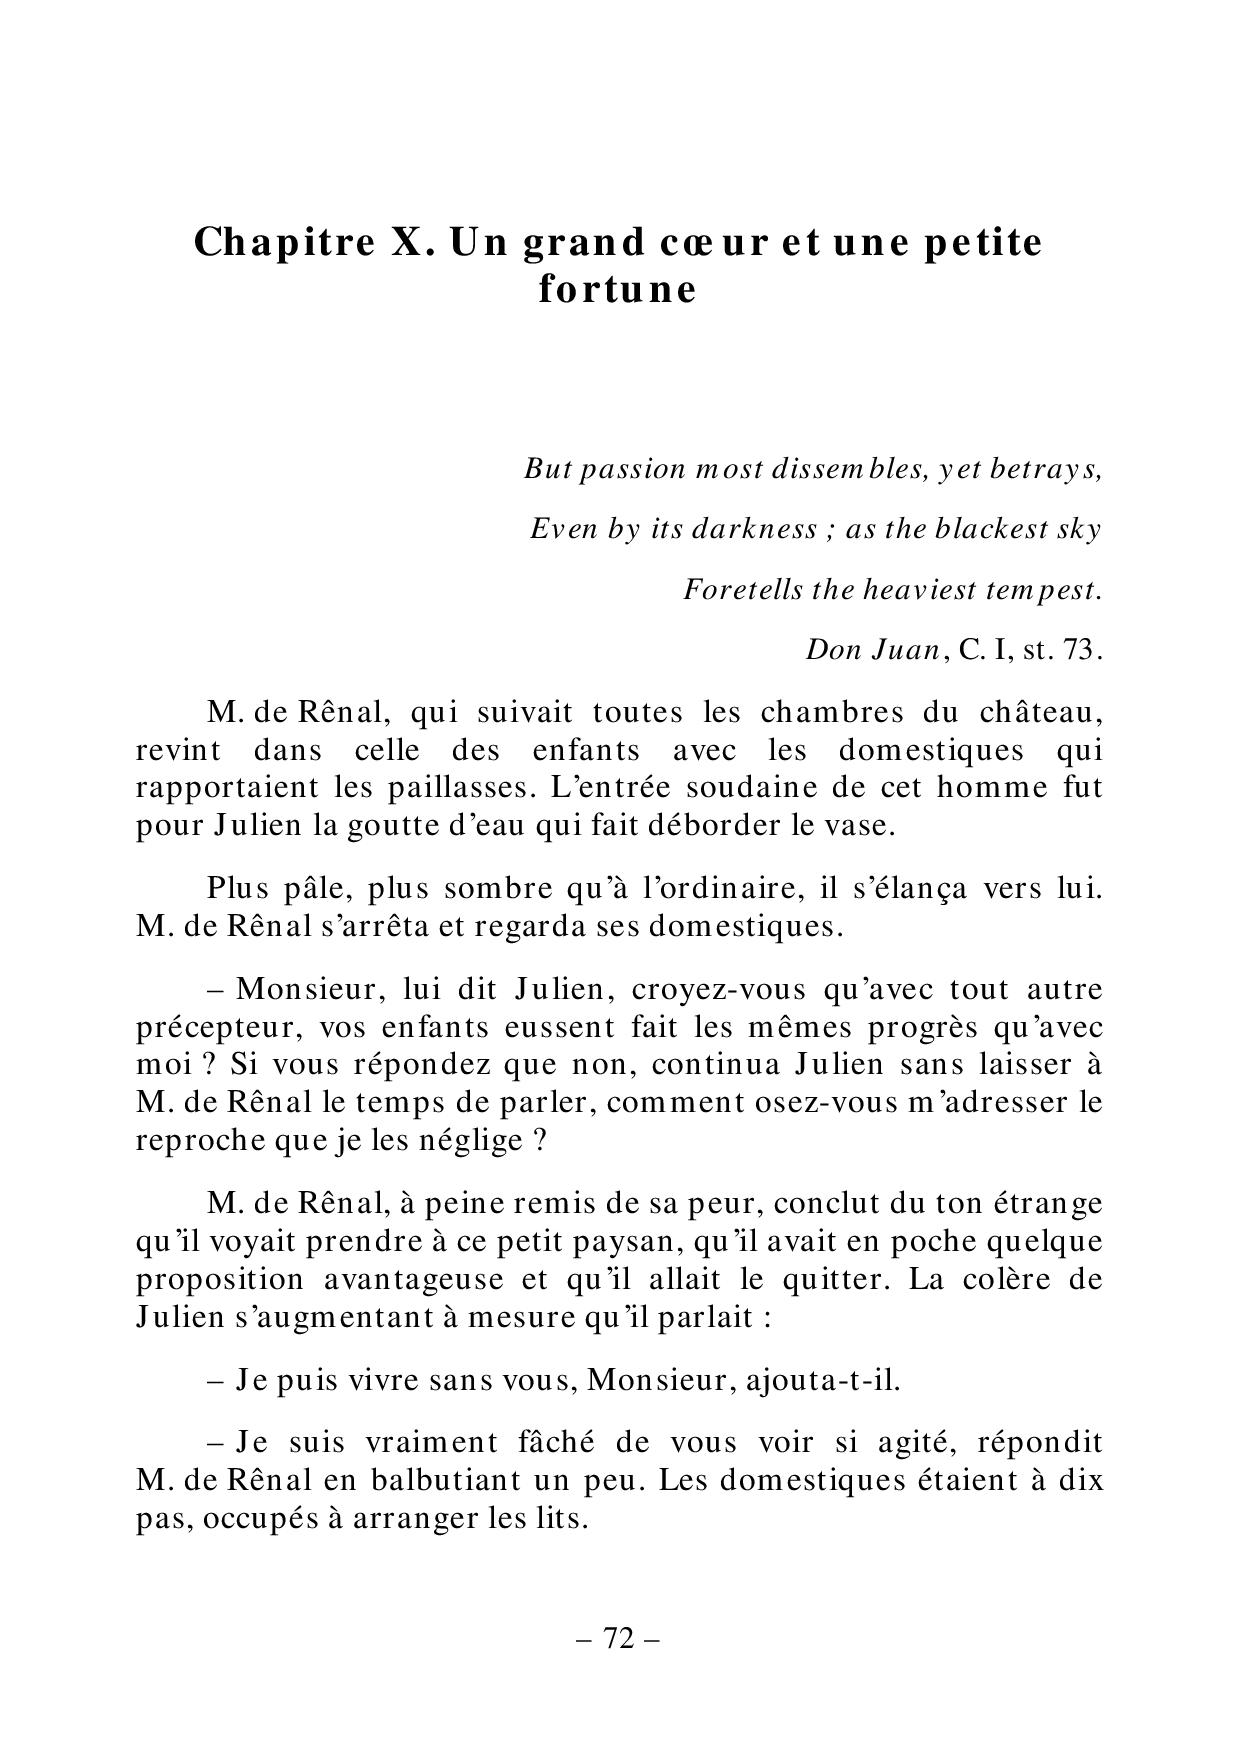 Chapitre X. Un grand cœur et une petite
fortune
But passion most dissembles, yet betrays,
Even by its darkness ; as the blackest sky
Foretells the heaviest tempest.
Don Juan, C. I, st. 73.
M. de Rênal, qui suivait toutes les chambres du château,
revint dans celle des enfants avec les domestiques qui
rapportaient les paillasses. L’entrée soudaine de cet homme fut
pour Julien la goutte d’eau qui fait déborder le vase.
Plus pâle, plus sombre qu’à l’ordinaire, il s’élança vers lui.
M. de Rênal s’arrêta et regarda ses domestiques.
– Monsieur, lui dit Julien, croyez-vous qu’avec tout autre
précepteur, vos enfants eussent fait les mêmes progrès qu’avec
moi ? Si vous répondez que non, continua Julien sans laisser à
M. de Rênal le temps de parler, comment osez-vous m’adresser le
reproche que je les néglige ?
M. de Rênal, à peine remis de sa peur, conclut du ton étrange
qu’il voyait prendre à ce petit paysan, qu’il avait en poche quelque
proposition avantageuse et qu’il allait le quitter. La colère de
Julien s’augmentant à mesure qu’il parlait :
– Je puis vivre sans vous, Monsieur, ajouta-t-il.
– Je suis vraiment fâché de vous voir si agité, répondit
M. de Rênal en balbutiant un peu. Les domestiques étaient à dix
pas, occupés à arranger les lits.
– 72 –